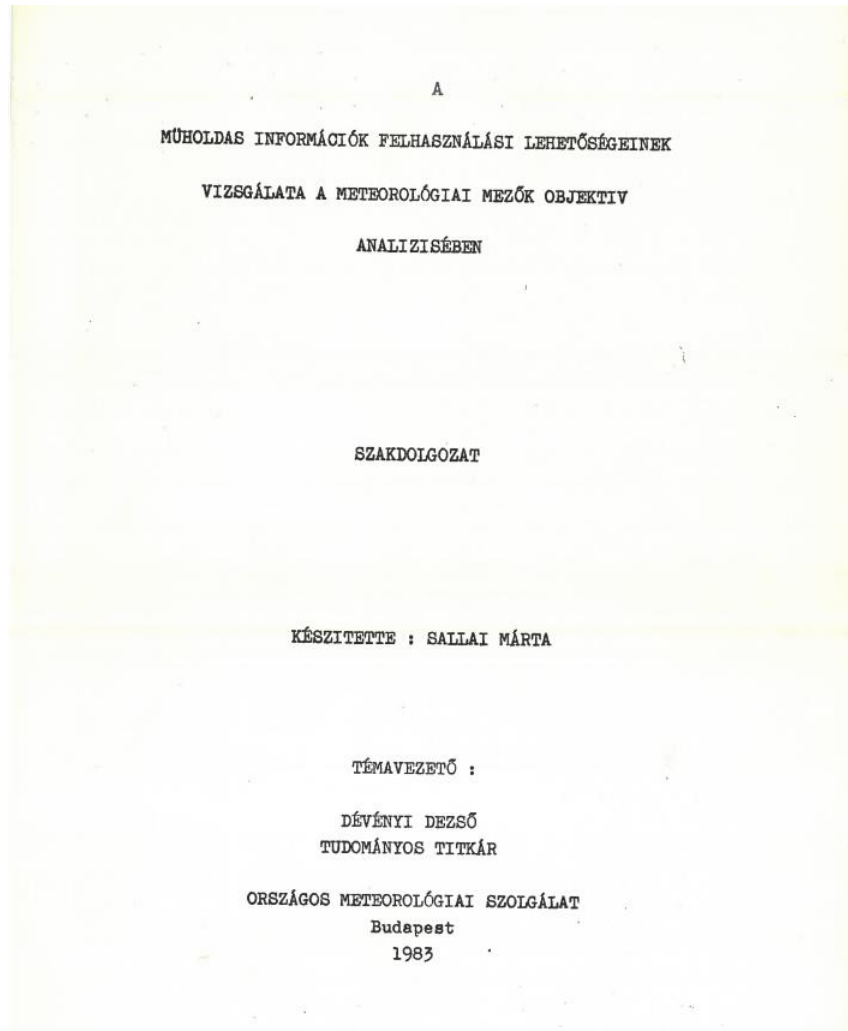 A
MŰHOLDAS INFORMÁCIÓK FELHASZNÁLÁSI LEHETŐSÉGEINEK
VIZSGÁLATA A METEOROLÓGIAI MEZŐK OBJEKTIV
ANALIZISÉBEN
SZAKDOLGOZAT
KÉSZITETTE : SALLAI MÁRTA
TÉMAVEZETŐ :
DÉVÉNYI DEZSŐ
TUDOMÁNYOS TITKÁR
ORSZÁGOS METEOROLÓGIAI SZOLGÁLAT
Budapest
1983